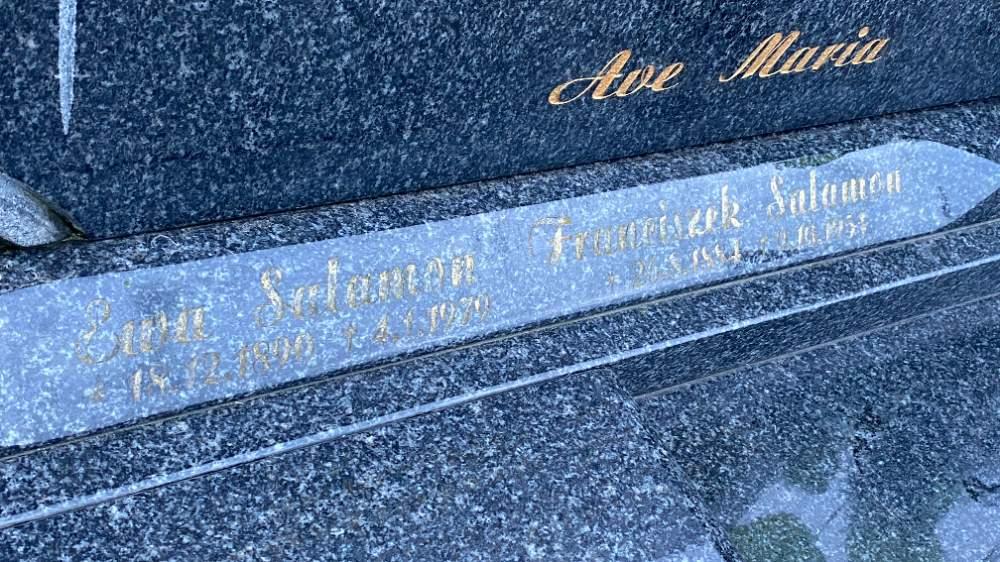 Ave Maria
Ewa Salamon
* 18.12.1890 † 4.1.1979
Franciszek Salamon